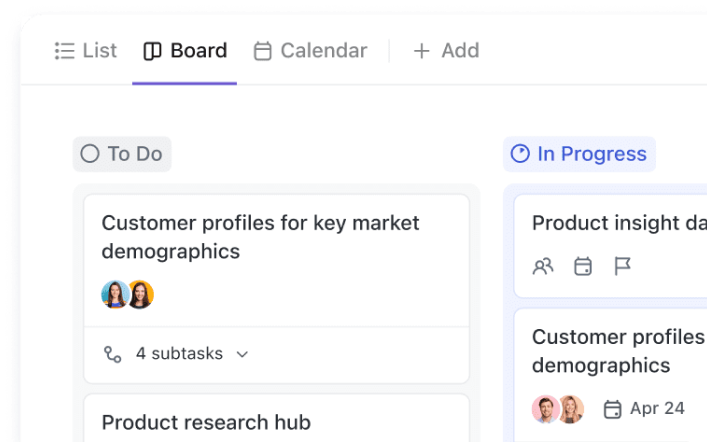 List
Board
Calendar
Add
To Do
Customer profiles for key market
demographics
4 subtasks
Product research hub
In Progress
Product insight da
Customer profiles
demographics
Apr 24